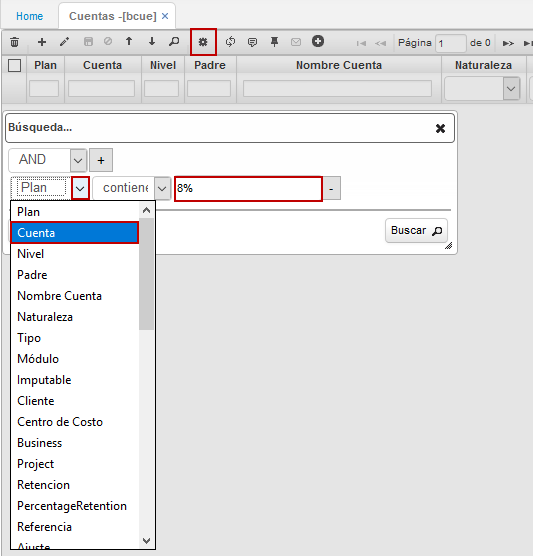 Home Cuentas -[bcue] ×
Página 1 de 0
Plan Cuenta Nivel Padre Nombre Cuenta Naturaleza
Búsqueda...
AND +
Plan contiene 8% -
Buscar
Plan
Cuenta
Nivel
Padre
Nombre Cuenta
Naturaleza
Tipo
Módulo
Imputable
Cliente
Centro de Costo
Business
Project
Retencion
PercentageRetention
Referencia
Ajuste